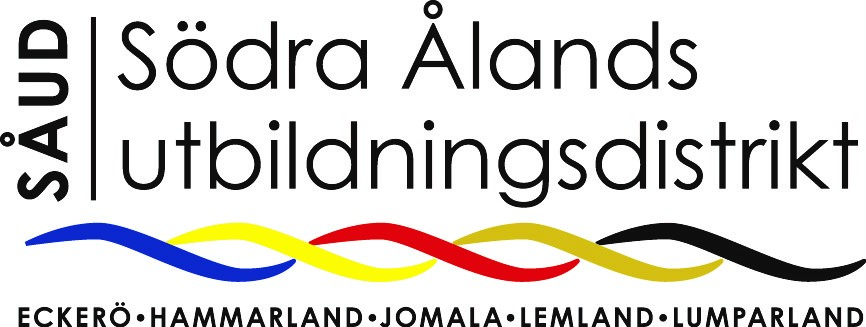 SÅUD
Södra Ålands
utbildningsdistrikt
ECKERÖ•HAMMARLAND•JOMALA•LEMLAND•LUMPARLAND